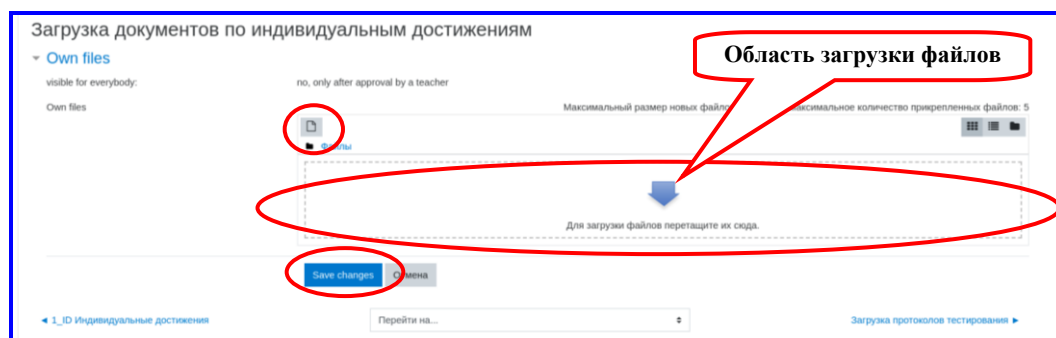 Загрузка документов по индивидуальным достижениям
Own files
Область загрузки файлов
visible for everybody:
no, only after approval by a teacher
Own files
Максимальный размер новых
аксимальное количество прикрепленных файлов: 5
Файлы
Для загрузки файлов перетащите их сюда.
Save changes
Отмена
◄ 1_ID Индивидуальные достижения
Перейти на...
Загрузка протоколов тестирования ►